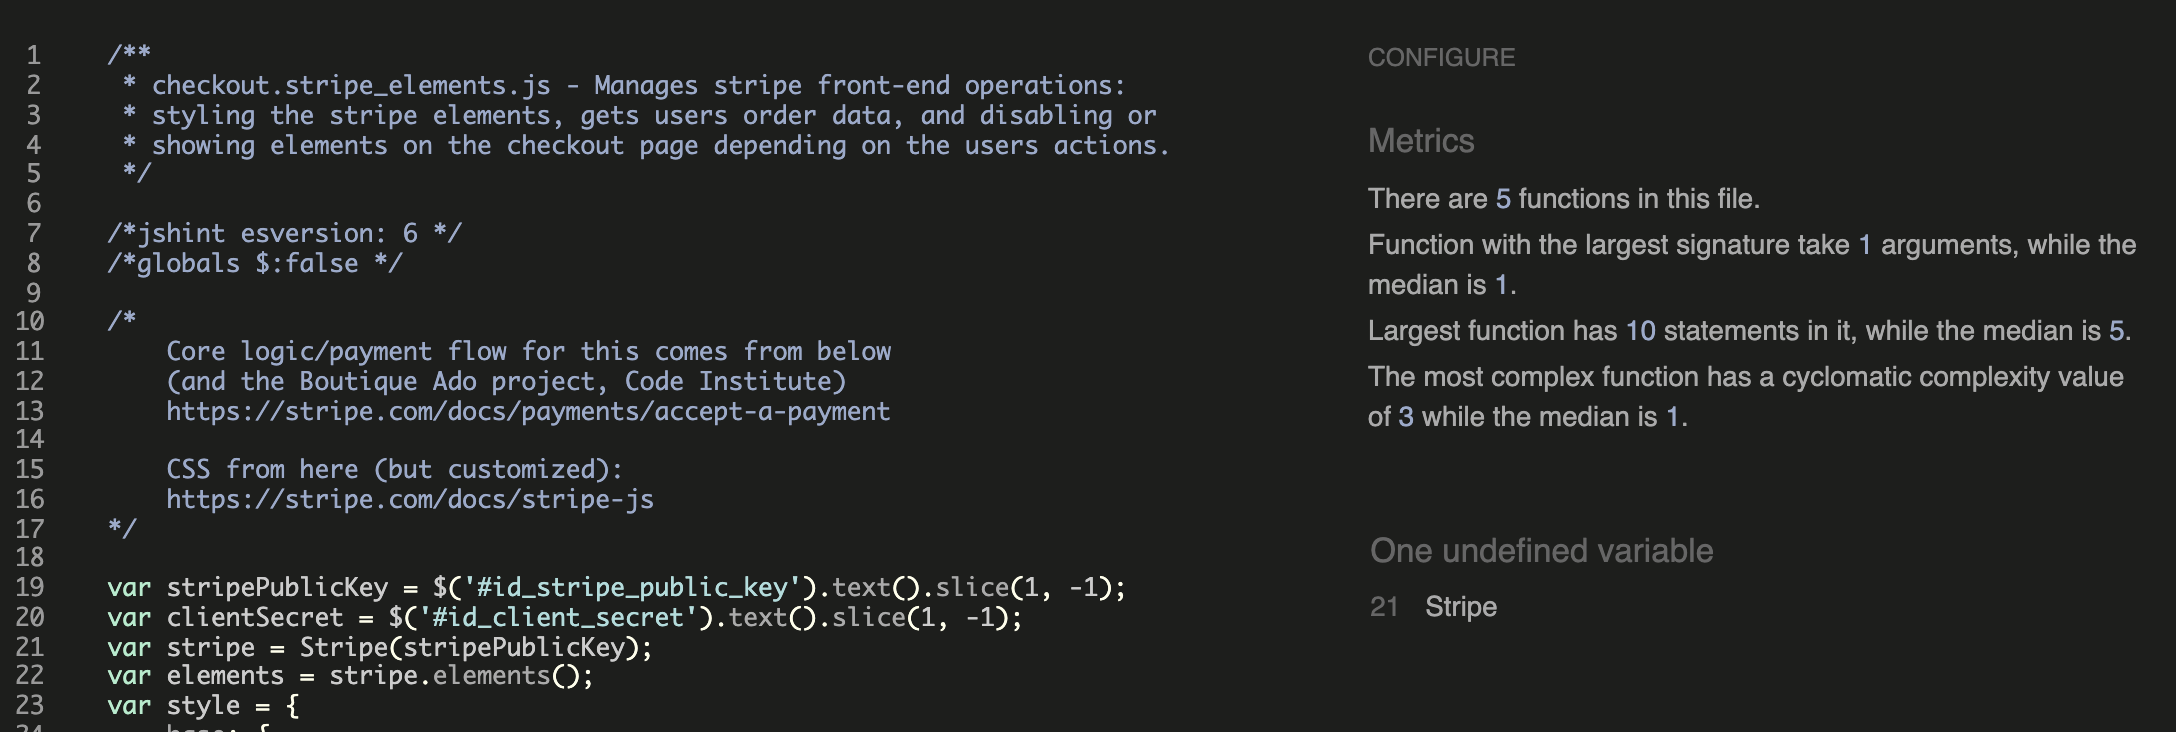 1 /**
2 * checkout.stripe_elements.js - Manages stripe front-end operations:
3 * styling the stripe elements, gets users order data, and disabling or
4 * showing elements on the checkout page depending on the users actions.
5 */
6
7 /*jshint esversion: 6 */
8 /*globals $:false */
9
10 /*
11 Core logic/payment flow for this comes from below
12 (and the Boutique Ado project, Code Institute)
13 https://stripe.com/docs/payments/accept-a-payment
14
15 CSS from here (but customized):
16 https://stripe.com/docs/stripe-js
17 */
18
19 var stripePublicKey = $('#id_stripe_public_key').text().slice(1, -1);
20 var clientSecret = $('#id_client_secret').text().slice(1, -1);
21 var stripe = Stripe(stripePublicKey);
22 var elements = stripe.elements();
23 var style = {
24 base: {
CONFIGURE
Metrics
There are 5 functions in this file.
Function with the largest signature take 1 arguments, while the
median is 1.
Largest function has 10 statements in it, while the median is 5.
The most complex function has a cyclomatic complexity value
of 3 while the median is 1.
One undefined variable
21 Stripe